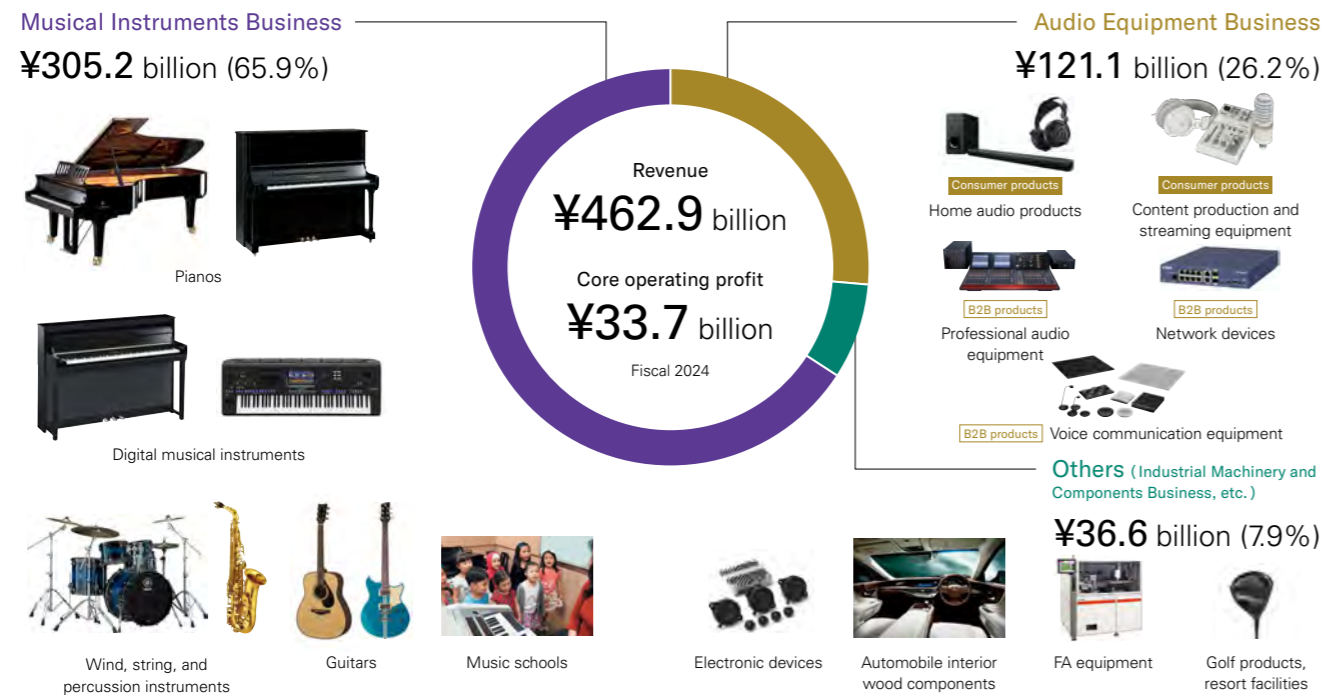 Musical Instruments Business
¥305.2 billion (65.9%)
Pianos
Digital musical instruments
Wind, string, and
percussion instruments
Guitars
Music schools
Revenue
¥462.9 billion
Core operating profit
¥33.7 billion
Fiscal 2024
Audio Equipment Business
¥121.1 billion (26.2%)
Consumer products
Home audio products
Consumer products
Content production and
streaming equipment
B2B products
Professional audio
equipment
B2B products
Network devices
B2B products Voice communication equipment
Others (Industrial Machinery and
Components Business, etc.)
¥36.6 billion (7.9%)
Electronic devices
Automobile interior
wood components
FA equipment
Golf products,
resort facilities